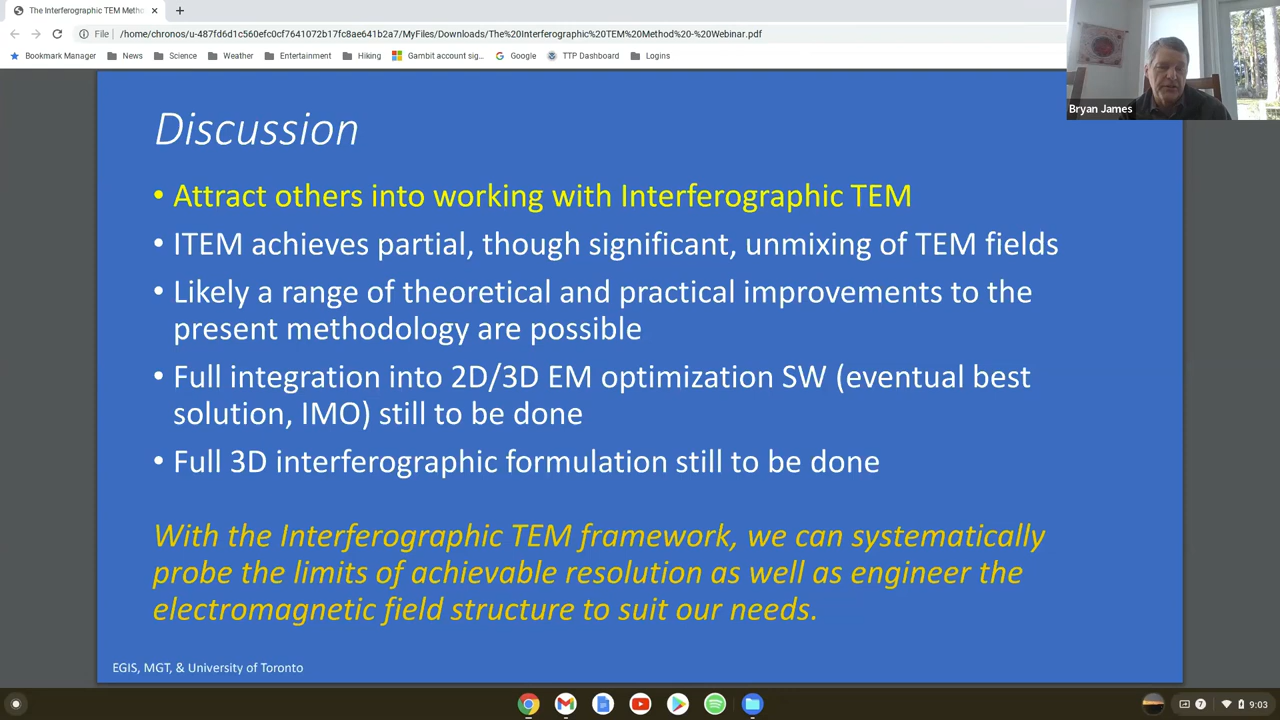 The Interferographic TEM Metho
File
/home/chronos/u-487fd6d1c560efc0cf7641072b17fc8ae641b2a7/MyFiles/Downloads/The%20Interferographic%20TEM%20Method%20-%20Webinar.pdf
Bookmark Manager
News
Science
Weather
Entertainment
Hiking
Gambit account sig...
Google
TTP Dashboard
Logins
Bryan James
Discussion
• Attract others into working with Interferographic TEM
• ITEM achieves partial, though significant, unmixing of TEM fields
• Likely a range of theoretical and practical improvements to the
present methodology are possible
• Full integration into 2D/3D EM optimization SW (eventual best
solution, IMO) still to be done
• Full 3D interferographic formulation still to be done
With the Interferographic TEM framework, we can systematically
probe the limits of achievable resolution as well as engineer the
electromagnetic field structure to suit our needs.
EGIS, MGT, & University of Toronto
7
9:03